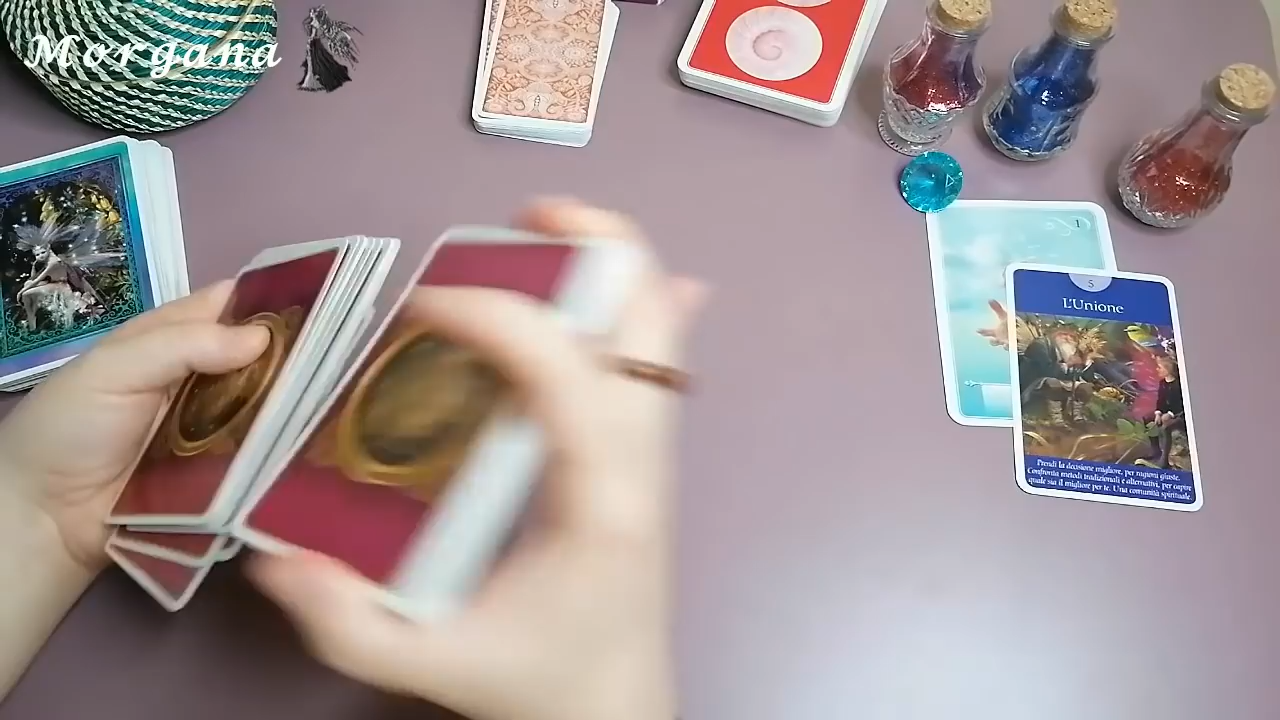 Morgana
1
5
L'Unione
Prendi la decisione migliore, per ragioni giuste.
Confronta metodi tradizionali e alternativi, per capire
quale sia il migliore per te. Una comunità spirituale